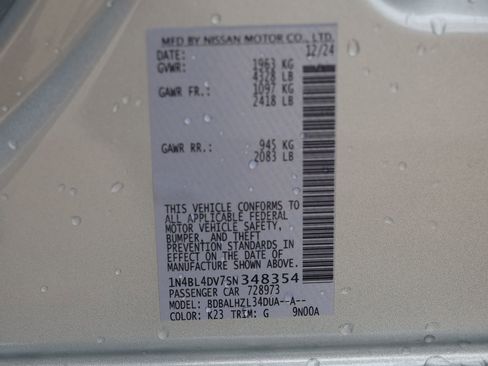 MFD BY NISSAN MOTOR CO., LTD.
DATE: 12/24
GVWR: 1963 KG
4328 LB
GAWR FR.: 1097 KG
2418 LB
GAWR RR.: 945 KG
2083 LB
THIS VEHICLE CONFORMS TO
ALL APPLICABLE FEDERAL
MOTOR VEHICLE SAFETY,
BUMPER, AND THEFT
PREVENTION STANDARDS IN
EFFECT ON THE DATE OF
MANUFACTURE SHOWN ABOVE.
1N4BL4DV7SN348354
PASSENGER CAR 728973
MODEL: BDBALHZL34DUA--A--
COLOR: K23 TRIM: G 9N00A